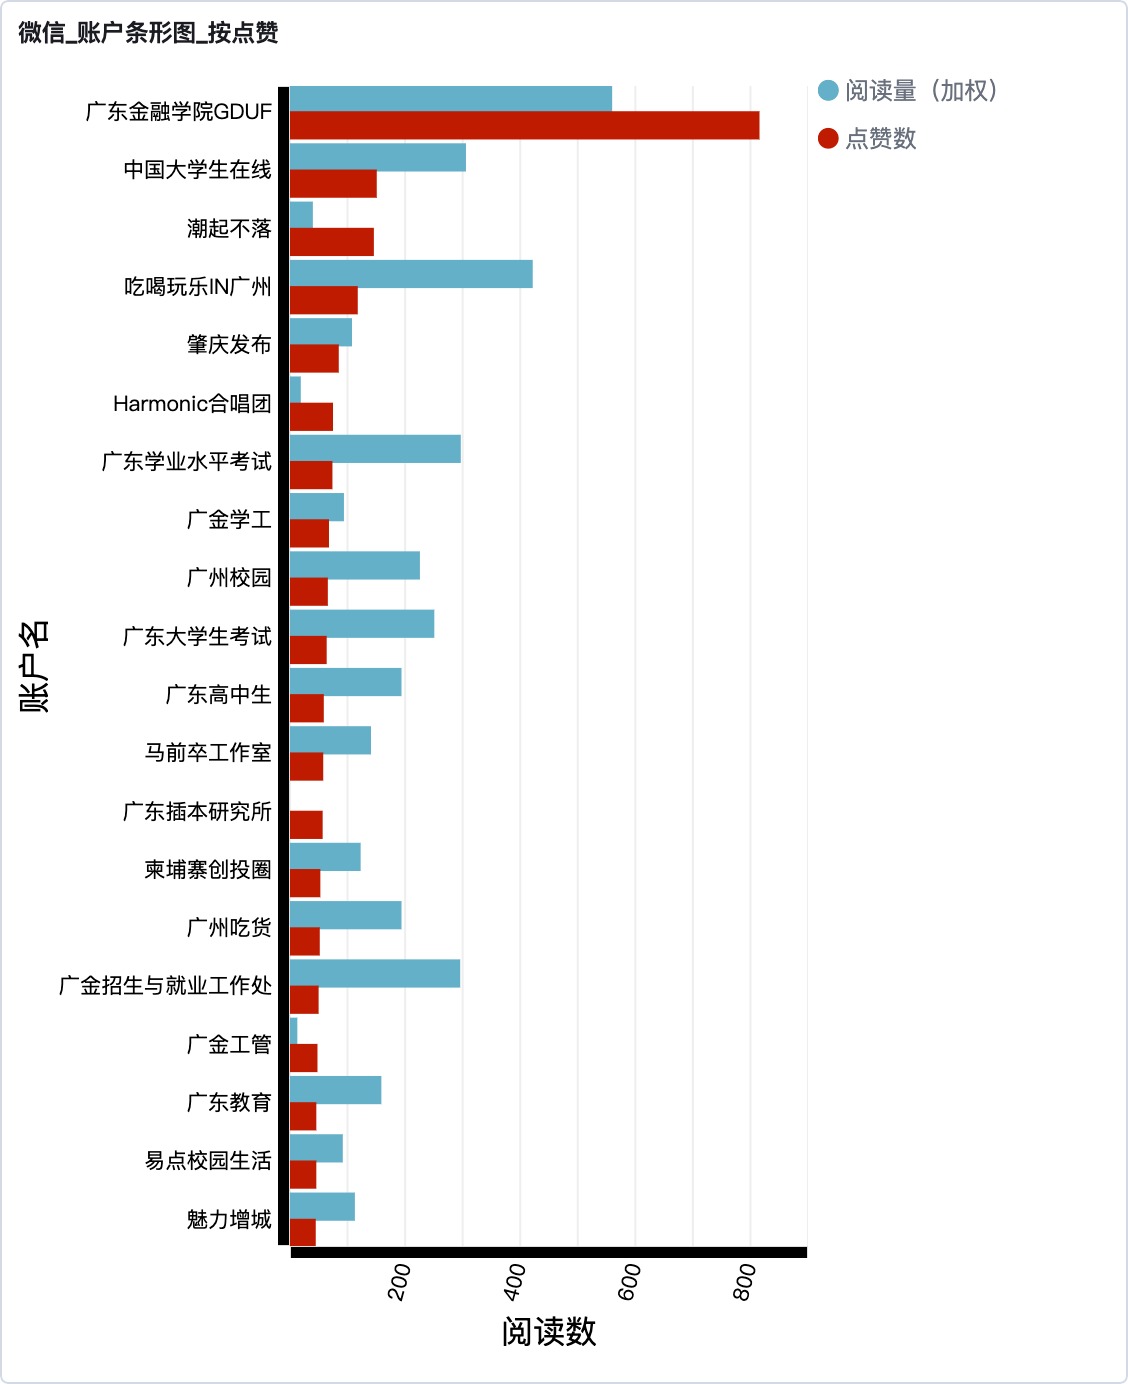 微信_账户条形图_按点赞
阅读量（加权）
点赞数
广东金融学院GDUF
中国大学生在线
潮起不落
吃喝玩乐IN广州
肇庆发布
Harmonic合唱团
广东学业水平考试
广金学工
广州校园
广东大学生考试
广东高中生
马前卒工作室
广东插本研究所
柬埔寨创投圈
广州吃货
广金招生与就业工作处
广金工管
广东教育
易点校园生活
魅力增城
账户名
200
400
600
800
阅读数